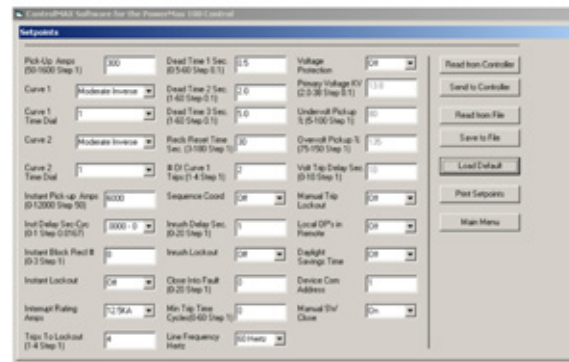 ControlMAX Software for the PowerMax 100 Control
Setpoints
Pick-Up Amps
(50-1600 Step 1)
300
Curve 1
Moderate Inverse
Curve 1
Time Dial
1
Curve 2
Moderate Inverse
Curve 2
Time Dial
1
Instant Pick-up Amps
(0-12000 Step 50)
6000
Inst Delay Sec-Cyc
(0-1 Step 0.0167)
.0000 - 0
Instant Block Recl #
(0-3 Step 1)
0
Instant Lockout
Off
Interrupt Rating
Amps
12.5KA
Trips To Lockout
(1-4 Step 1)
4
Dead Time 1 Sec.
(0.5-60 Step 0.1)
0.5
Dead Time 2 Sec.
(1-60 Step 0.1)
2.0
Dead Time 3 Sec.
(1-60 Step 0.1)
5.0
Recls Reset Time
Sec. (3-180 Step 1)
30
# Of Curve 1
Trips (1-4 Step 1)
2
Sequence Coord
Off
Inrush Delay Sec.
(0-20 Step 1)
1
Inrush Lockout
Off
Close Into Fault
(0-20 Step 1)
0
Min Trip Time
Cycles(0-60 Step 1)
0
Line Frequency
Hertz
60 Hertz
Voltage
Protection
Off
Primary Voltage KV
(2.0-38 Step 0.1)
13.8
Undervolt Pickup
% (5-100 Step 1)
80
Overvolt Pickup %
(75-150 Step 1)
Volt Trip Delay Sec.
(0-10 Step 1)
10
Manual Trip
Lockout
Off
Local OP's in
Remote
Off
Daylight
Savings Time
Off
Device Com
Address
1
Manual SW
Close
On
Read from Controller
Send to Controller
Read from File
Save to File
Load Default
Print Setpoints
Main Menu